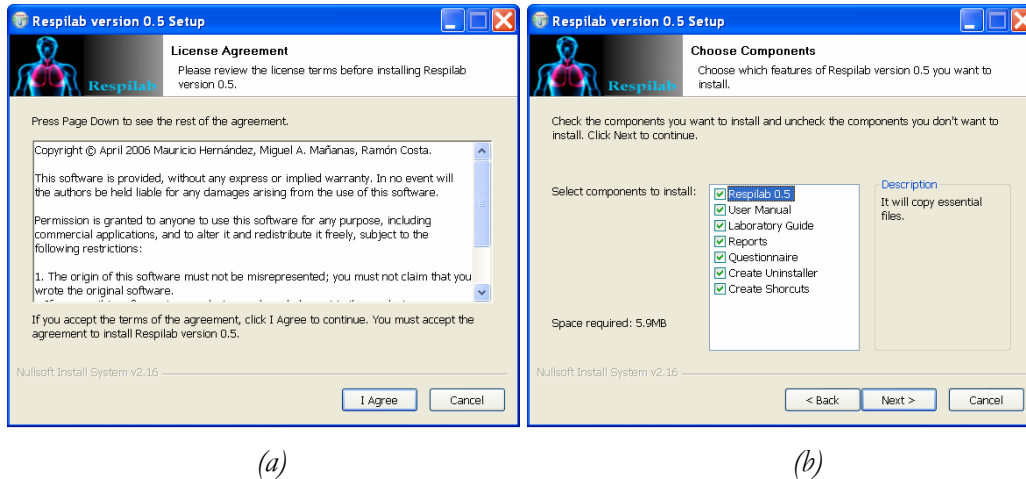 Respilab version 0.5 Setup
Respilab
License Agreement
Please review the license terms before installing Respilab
version 0.5.
Press Page Down to see the rest of the agreement.
Copyright © April 2006 Mauricio Hernández, Miguel A. Mañanas, Ramón Costa.
This software is provided, without any express or implied warranty. In no event will
the authors be held liable for any damages arising from the use of this software.
Permission is granted to anyone to use this software for any purpose, including
commercial applications, and to alter it and redistribute it freely, subject to the
following restrictions:
1. The origin of this software must not be misrepresented; you must not claim that you
wrote the original software.
If you accept the terms of the agreement, click I Agree to continue. You must accept the
agreement to install Respilab version 0.5.
Nullsoft Install System v2.16
I Agree
Cancel
(a)
Respilab version 0.5 Setup
Respilab
Choose Components
Choose which features of Respilab version 0.5 you want to
install.
Check the components you want to install and uncheck the components you don't want to
install. Click Next to continue.
Select components to install:
Respilab 0.5
User Manual
Laboratory Guide
Reports
Questionnaire
Create Uninstaller
Create Shorcuts
Description
It will copy essential
files.
Space required: 5.9MB
Nullsoft Install System v2.16
< Back
Next >
Cancel
(b)